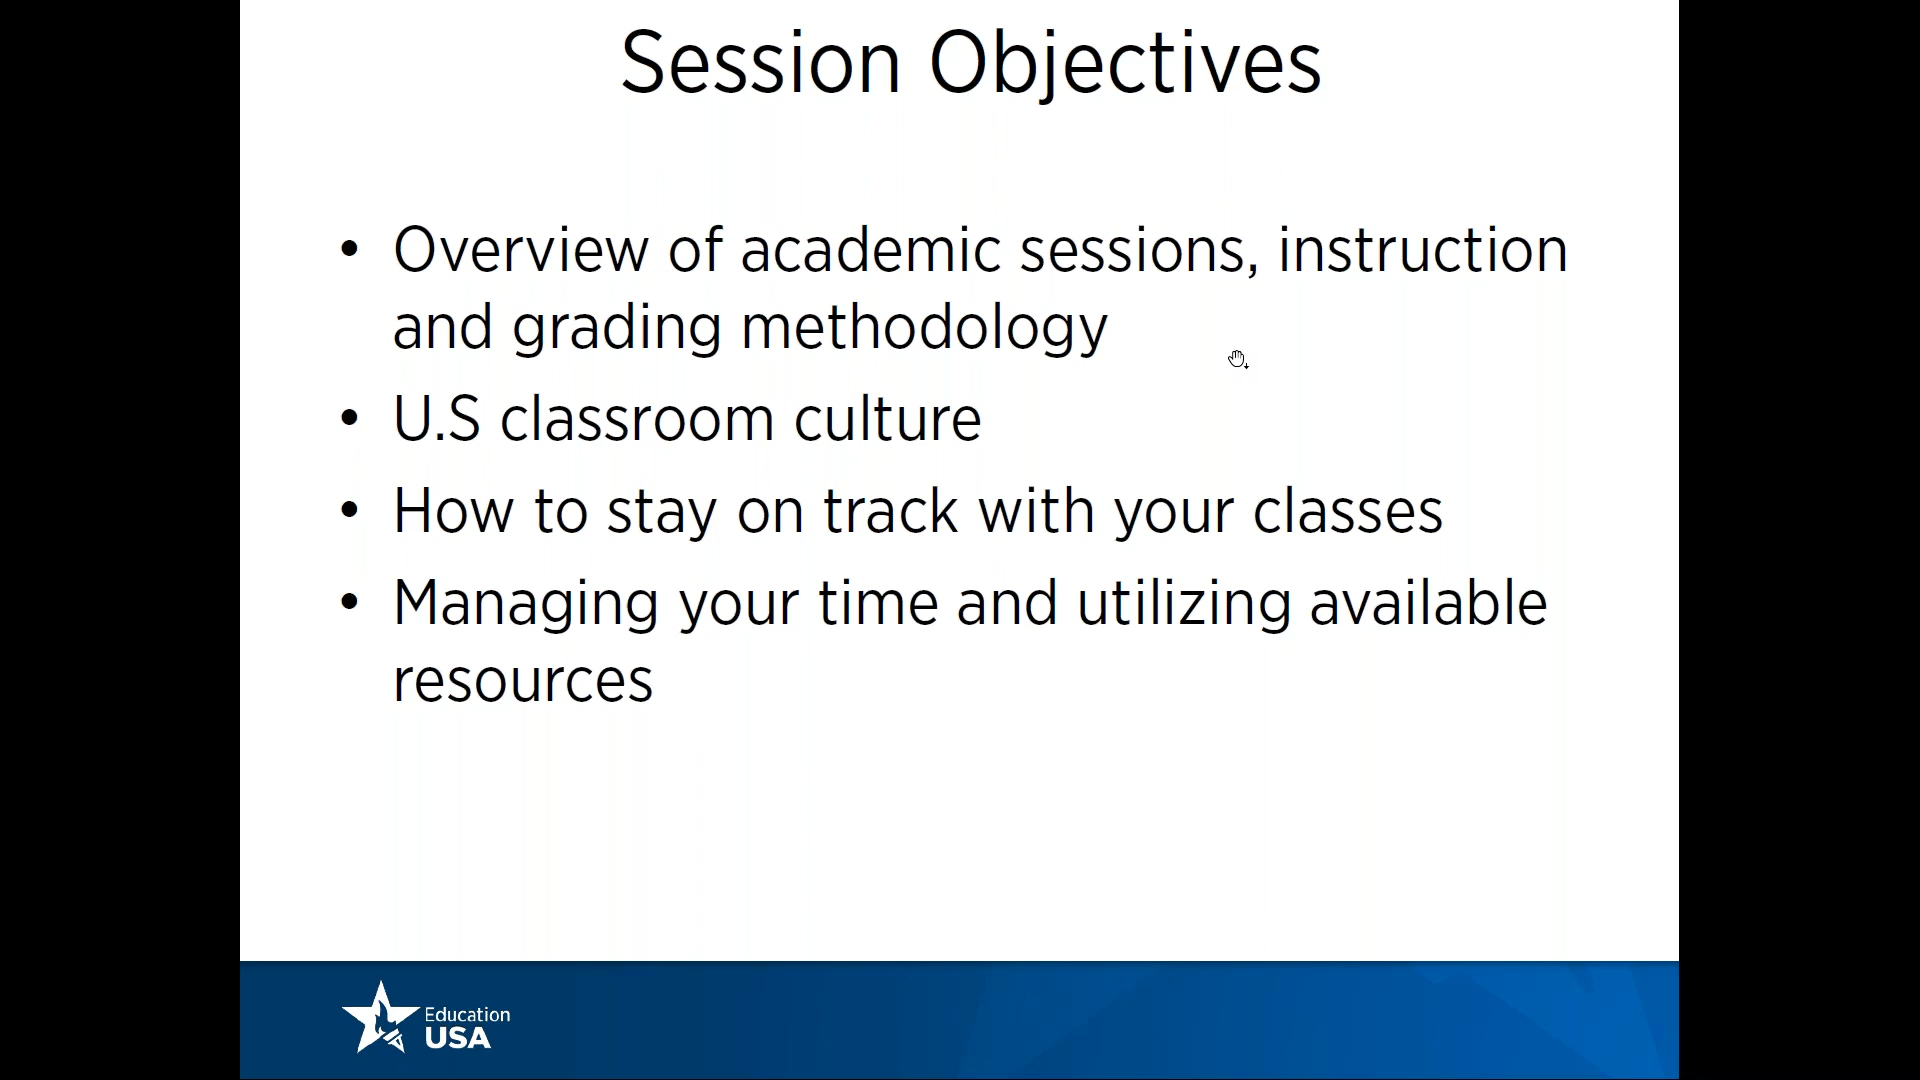 Session Objectives
• Overview of academic sessions, instruction
and grading methodology
• U.S classroom culture
• How to stay on track with your classes
• Managing your time and utilizing available
resources
Education
USA